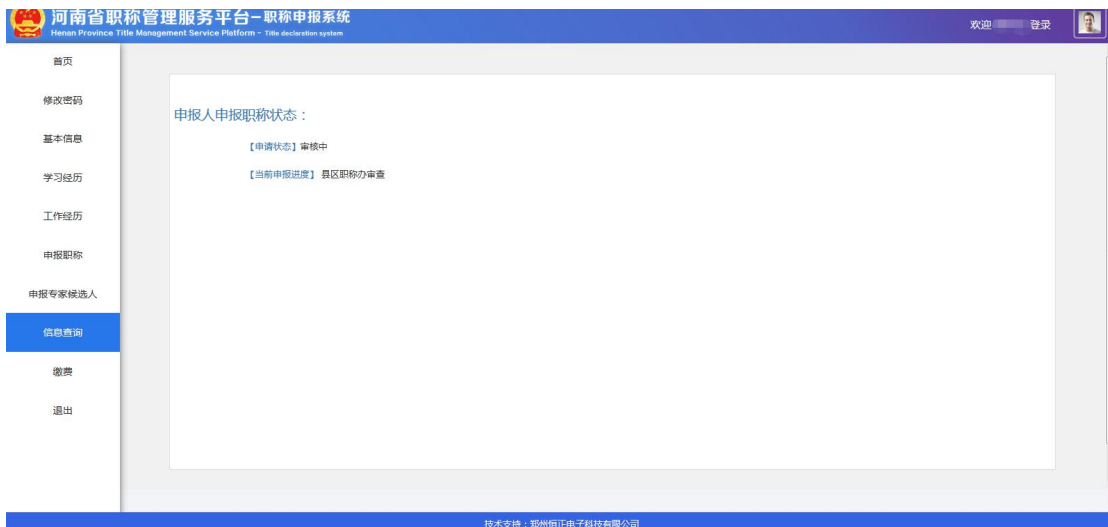 河南省职称管理服务平台-职称申报系统
Henan Province Title Management Service Platform - Title declaration system
欢迎 登录
首页
修改密码
基本信息
学习经历
工作经历
申报职称
申报专家候选人
信息查询
缴费
退出
申报人申报职称状态：
【申请状态】审核中
【当前申报进度】 县区职称办审查
技术支持：郑州恒正电子科技有限公司